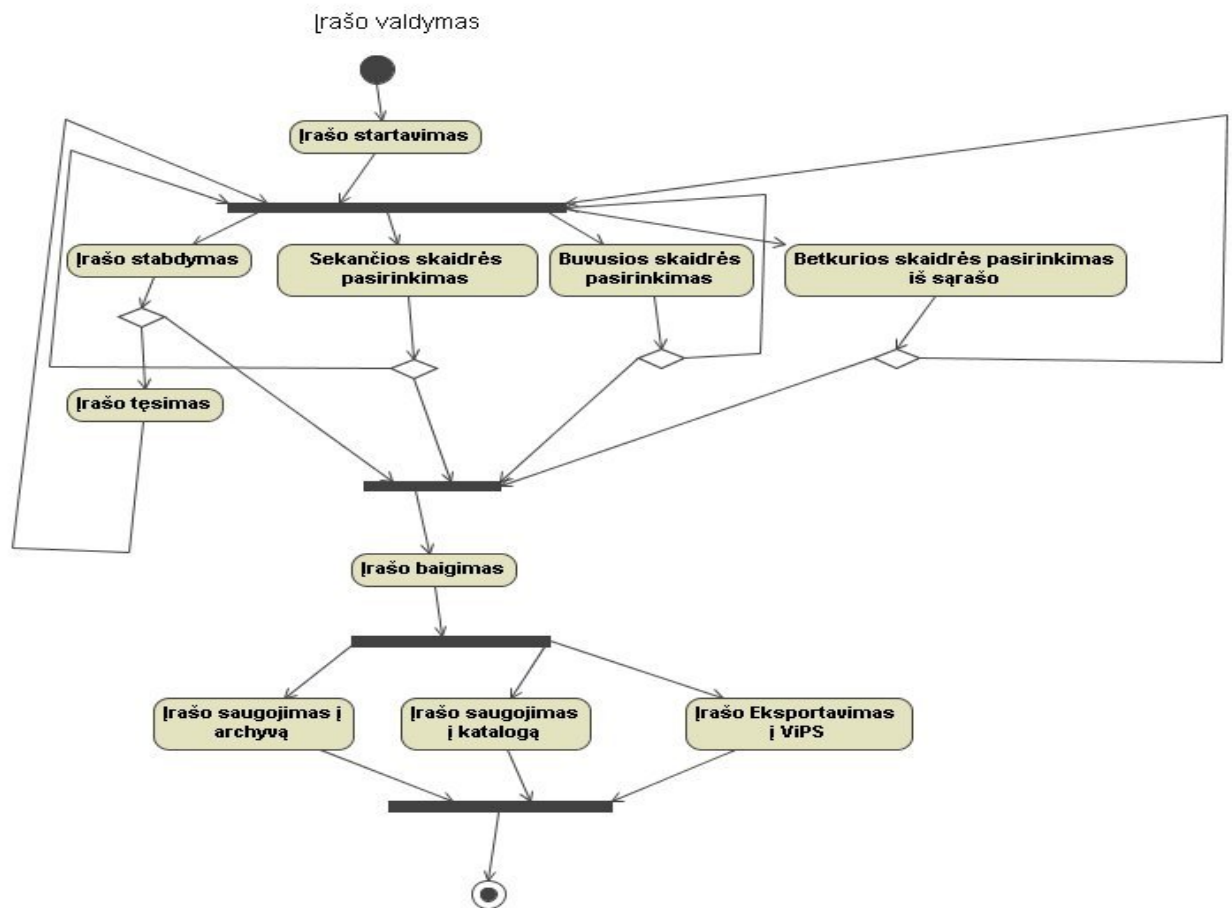 Įrašo valdymas
Įrašo startavimas
Įrašo stabdymas
Sekančios skaidrės
pasirinkimas
Buvusios skaidrės
pasirinkimas
Betkurios skaidrės pasirinkimas
iš sąrašo
Įrašo tęsimas
Įrašo baigimas
Įrašo saugojimas į
archyvą
Įrašo saugojimas
į katalogą
Įrašo Eksportavimas
į ViPS